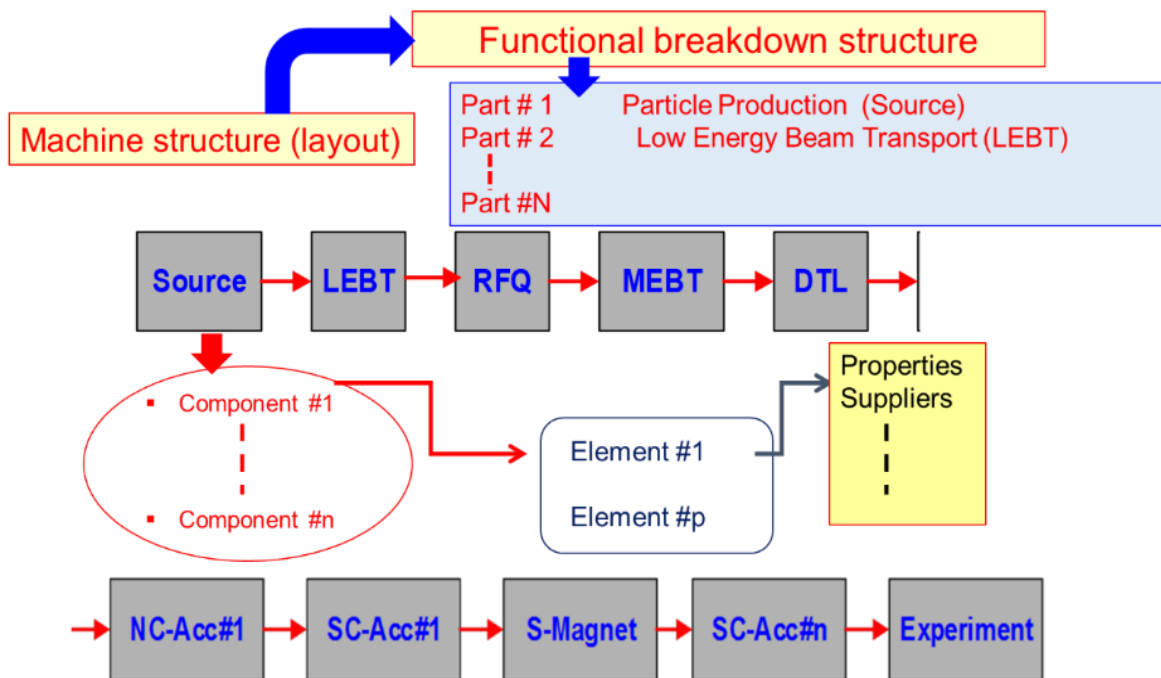 Functional breakdown structure
Machine structure (layout)
Part # 1 Particle Production (Source)
Part # 2 Low Energy Beam Transport (LEBT)
Part #N
Source
LEBT
RFQ
MEBT
DTL
▪ Component #1
▪ Component #n
Element #1
Element #p
Properties
Suppliers
NC-Acc#1
SC-Acc#1
S-Magnet
SC-Acc#n
Experiment